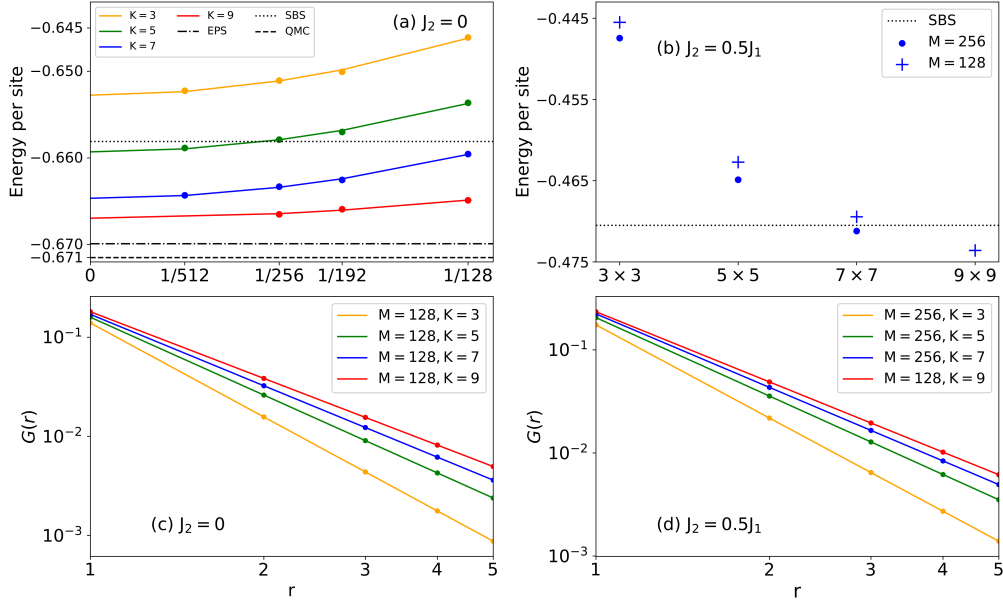 K = 3
K = 5
K = 7
K = 9
EPS
SBS
QMC
(a) J₂ = 0
Energy per site
−0.645
−0.650
−0.660
−0.670
−0.671
0
1/512
1/256
1/192
1/128
SBS
M = 256
M = 128
(b) J₂ = 0.5J₁
Energy per site
−0.445
−0.455
−0.465
−0.475
3 × 3
5 × 5
7 × 7
9 × 9
M = 128, K = 3
M = 128, K = 5
M = 128, K = 7
M = 128, K = 9
(c) J₂ = 0
G(r)
10⁻¹
10⁻²
10⁻³
1
2
3
4
5
r
M = 256, K = 3
M = 256, K = 5
M = 256, K = 7
M = 128, K = 9
(d) J₂ = 0.5J₁
G(r)
10⁻¹
10⁻²
10⁻³
1
2
3
4
5
r